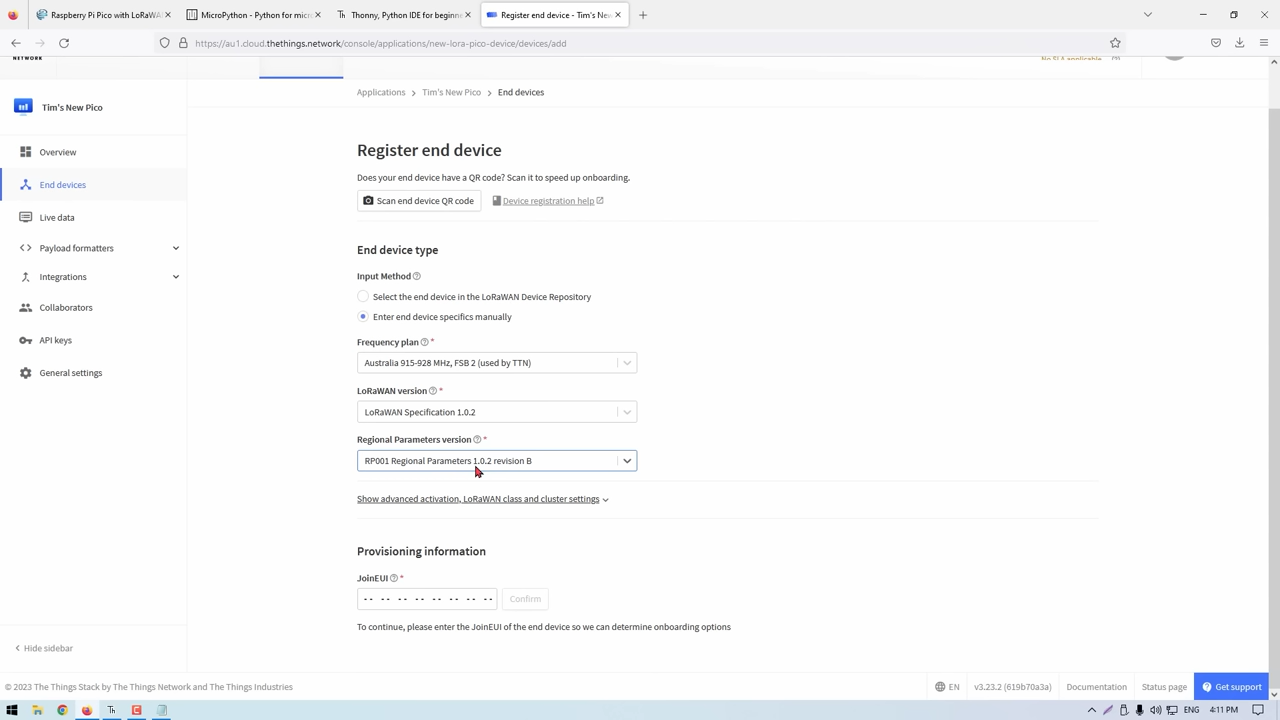 Raspberry Pi Pico with LoRaWA
MicroPython - Python for micr
Thonny, Python IDE for beginne
Register end device - Tim's New
https://au1.cloud.thethings.network/console/applications/new-lora-pico-device/devices/add
NETWORK
No SLA applicable
Tim's New Pico
Applications > Tim's New Pico > End devices
Overview
End devices
Live data
Payload formatters
Integrations
Collaborators
API keys
General settings
Hide sidebar
Register end device
Does your end device have a QR code? Scan it to speed up onboarding.
Scan end device QR code Device registration help
End device type
Input Method
Select the end device in the LoRaWAN Device Repository
Enter end device specifics manually
Frequency plan *
Australia 915-928 MHz, FSB 2 (used by TTN)
LoRaWAN version *
LoRaWAN Specification 1.0.2
Regional Parameters version *
RP001 Regional Parameters 1.0.2 revision B
Show advanced activation, LoRaWAN class and cluster settings
Provisioning information
JoinEUI *
-- -- -- -- -- -- -- -- Confirm
To continue, please enter the JoinEUI of the end device so we can determine onboarding options
© 2023 The Things Stack by The Things Network and The Things Industries
EN v3.23.2 (619b70a3a) Documentation Status page Get support
ENG 4:11 PM